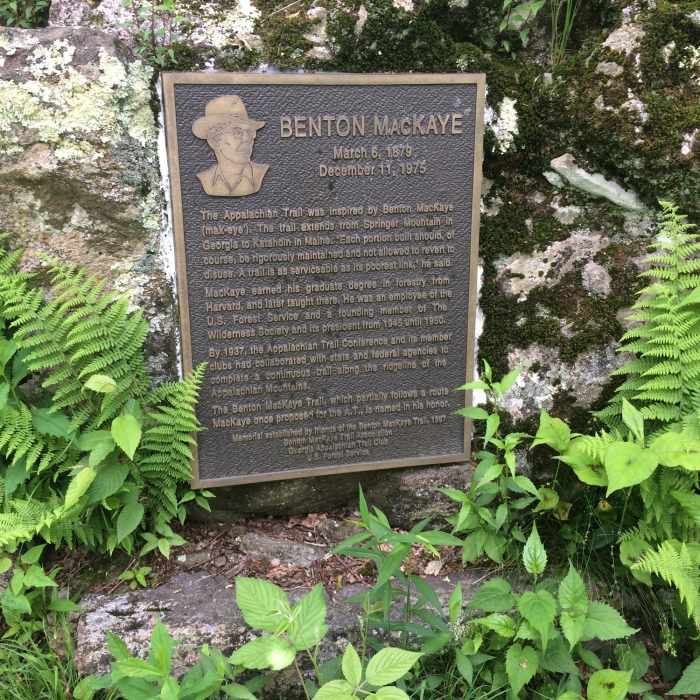 BENTON MACKAYE
March 6, 1879
December 11, 1975
The Appalachian Trail was inspired by Benton MacKaye
(mak-eye'). The trail extends from Springer Mountain in
Georgia to Katahdin in Maine. "Each portion built should, of
course, be rigorously maintained and not allowed to revert to
disuse. A trail is as serviceable as its poorest link," he said.
MacKaye earned his graduate degree in forestry from
Harvard, and later taught there. He was an employee of the
U.S. Forest Service and a founding member of The
Wilderness Society and its president from 1945 until 1950.
By 1937, the Appalachian Trail Conference and its member
clubs had collaborated with state and federal agencies to
complete a continuous trail along the ridgeline of the
Appalachian Mountains.
The Benton MacKaye Trail, which partially follows a route
MacKaye once proposed for the A.T., is named in his honor.
Memorial established by friends of the Appalachian Trail, 1997
Benton MacKaye Trail Association
Georgia Appalachian Trail Club
U.S. Forest Service